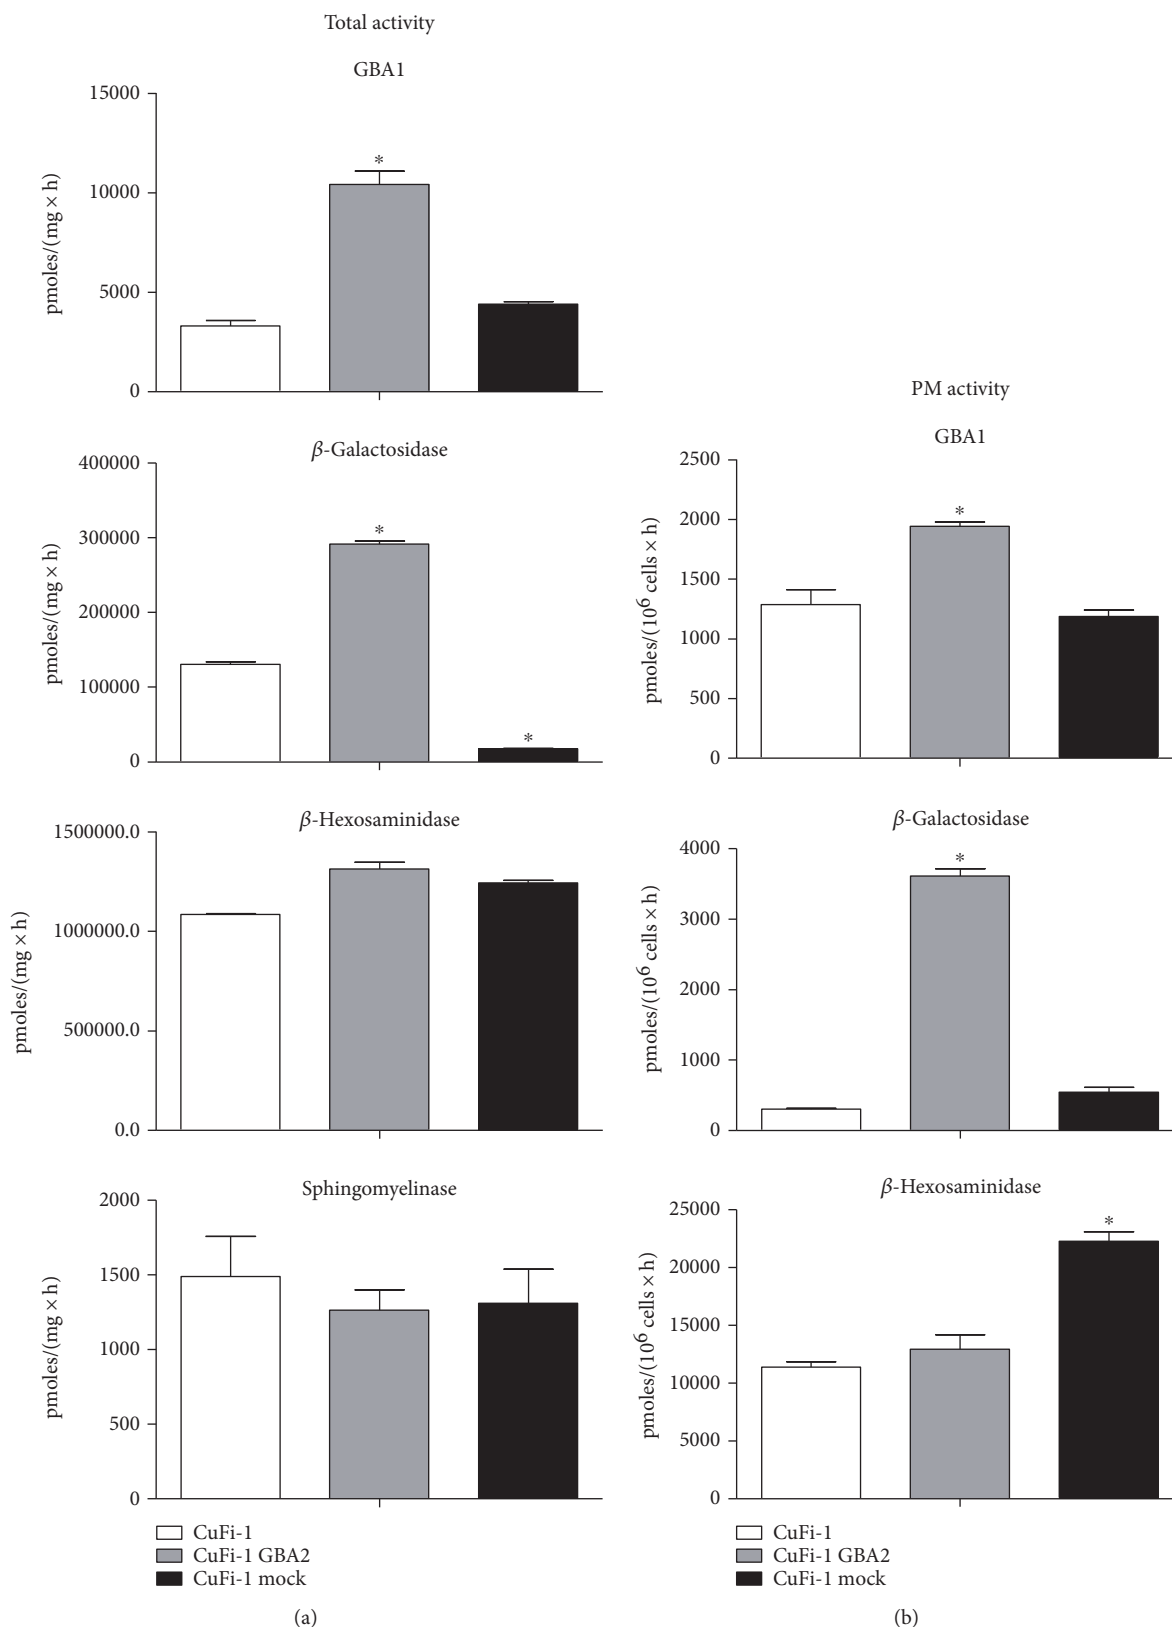 Total activity
GBA1
15000
10000
5000
0
pmoles/(mg × h)
*
β-Galactosidase
400000
300000
200000
100000
0
pmoles/(mg × h)
*
*
β-Hexosaminidase
1500000.0
1000000.0
500000.0
0.0
pmoles/(mg × h)
Sphingomyelinase
2000
1500
1000
500
0
pmoles/(mg × h)
CuFi-1
CuFi-1 GBA2
CuFi-1 mock
(a)
PM activity
GBA1
2500
2000
1500
1000
500
0
pmoles/(10⁶ cells × h)
*
β-Galactosidase
4000
3000
2000
1000
0
pmoles/(10⁶ cells × h)
*
β-Hexosaminidase
25000
20000
15000
10000
5000
0
pmoles/(10⁶ cells × h)
*
CuFi-1
CuFi-1 GBA2
CuFi-1 mock
(b)